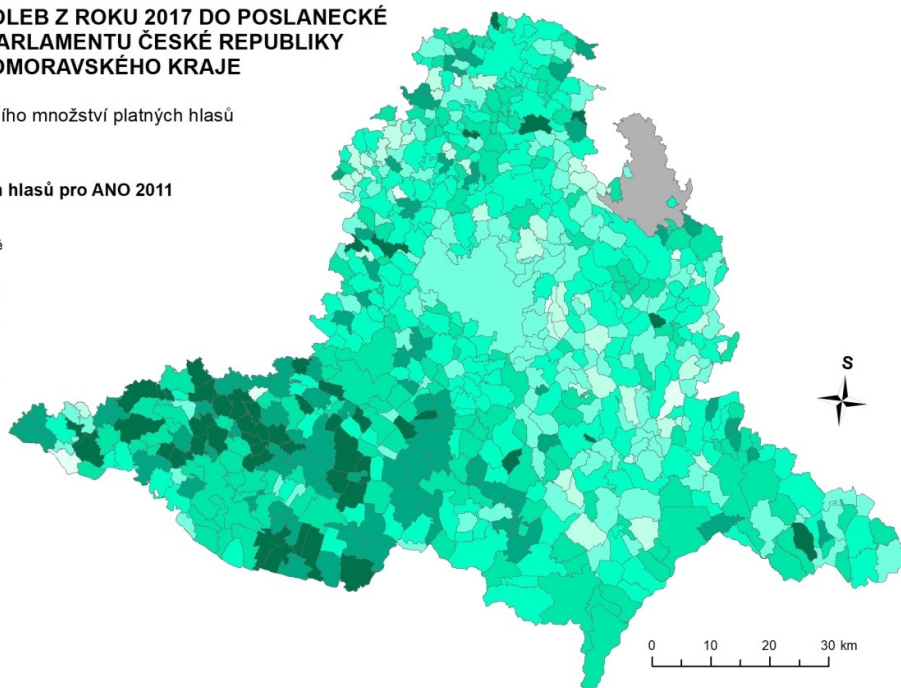 OLEB Z ROKU 2017 DO POSLANECKÉ
ARLAMENTU ČESKÉ REPUBLIKY
OMORAVSKÉHO KRAJE
ího množství platných hlasů
hlasů pro ANO 2011
S
0 10 20 30 km